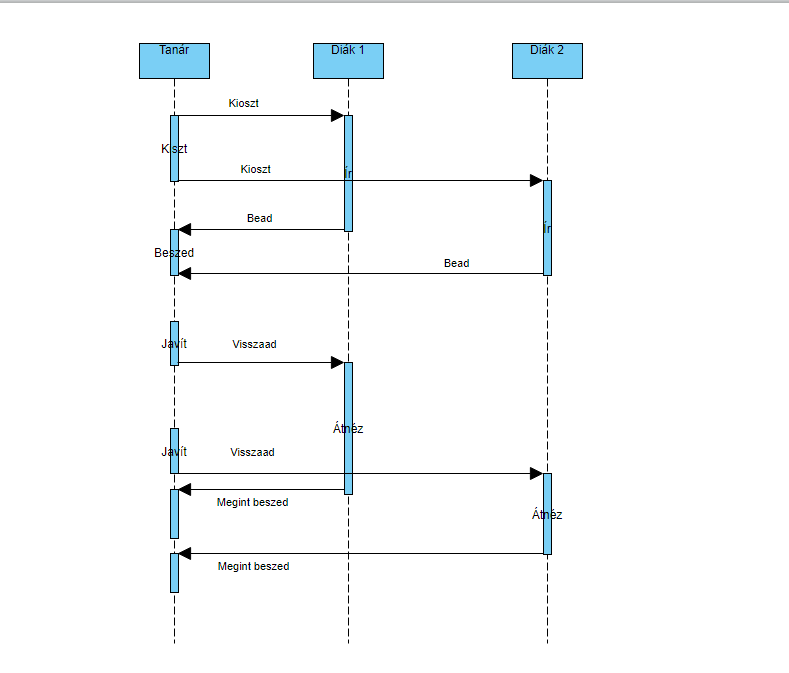 Tanár
Diák 1
Diák 2
Kioszt
Kiszt
Kioszt
Ír
Bead
Ír
Beszed
Bead
Javít
Visszaad
Átnéz
Javít
Visszaad
Megint beszed
Átnéz
Megint beszed